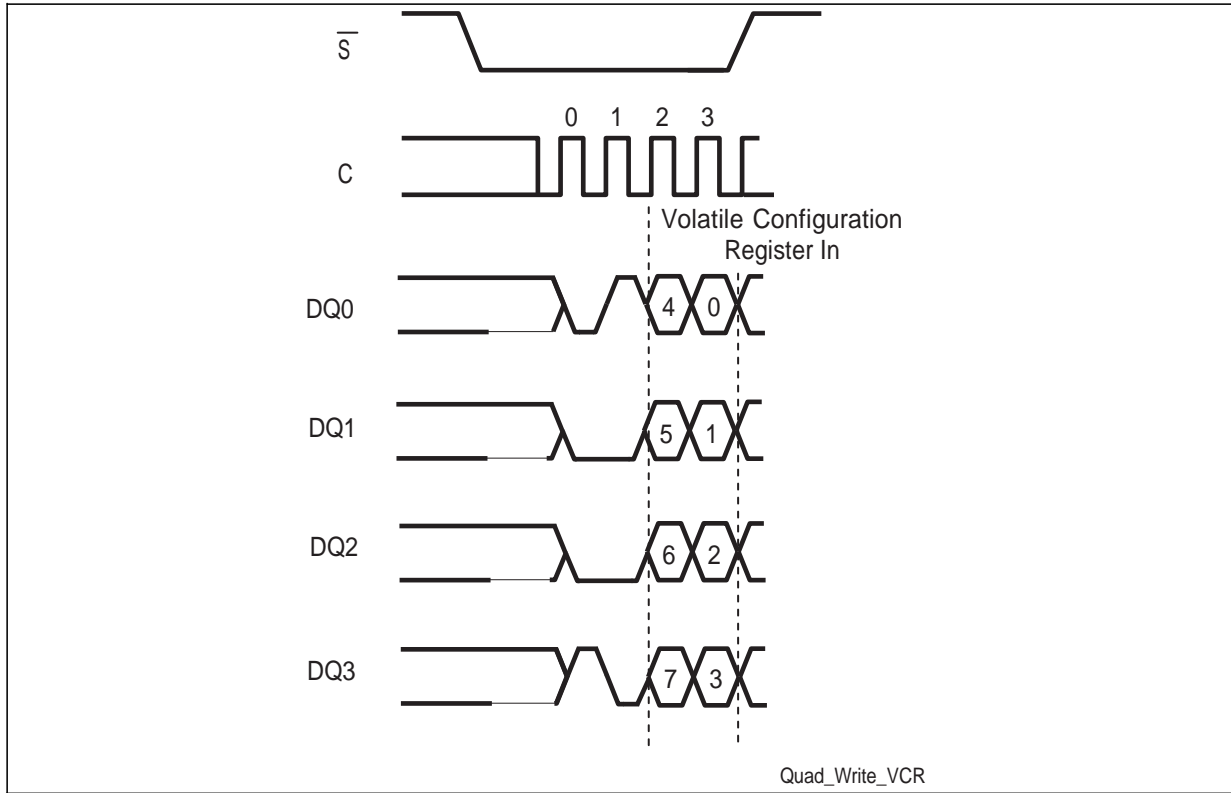 S
0 1 2 3
C
Volatile Configuration
Register In
DQ0 4 0
DQ1 5 1
DQ2 6 2
DQ3 7 3
Quad_Write_VCR